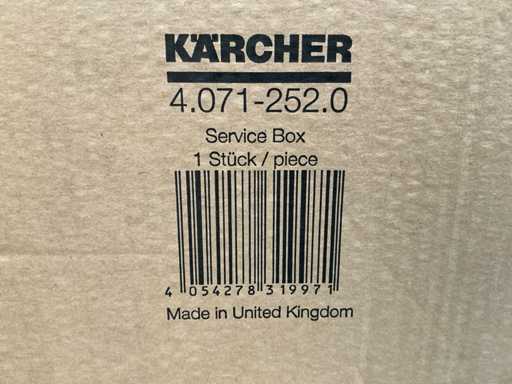 KÄRCHER
4.071-252.0
Service Box
1 Stück / piece
4 054278 319971
Made in United Kingdom